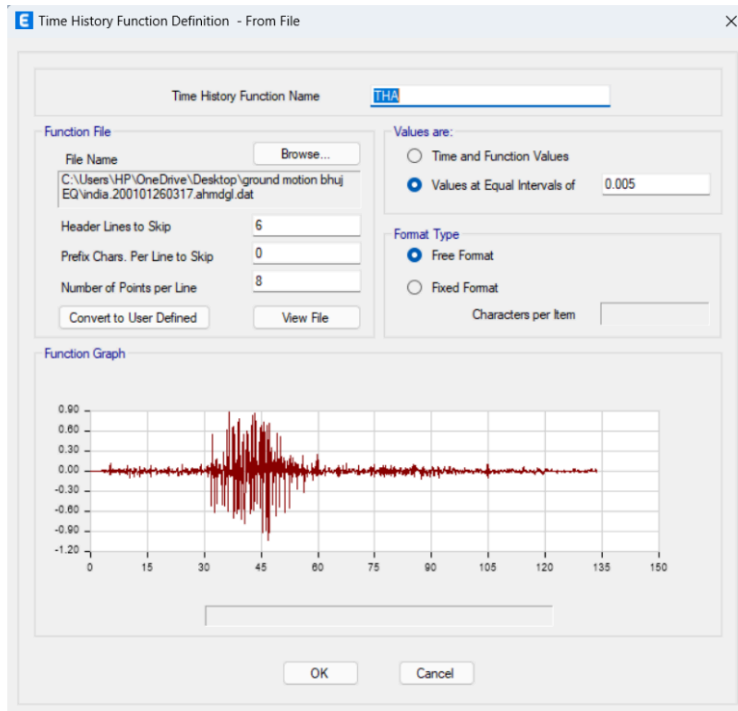 E Time History Function Definition - From File
Time History Function Name THA
Function File
File Name Browse...
C:\Users\HP\OneDrive\Desktop\ground motion bhuj
EQ\india.200101260317.ahmdgl.dat
Header Lines to Skip 6
Prefix Chars. Per Line to Skip 0
Number of Points per Line 8
Convert to User Defined View File
Values are:
Time and Function Values
Values at Equal Intervals of 0.005
Format Type
Free Format
Fixed Format
Characters per Item
Function Graph
0.90
0.60
0.30
0.00
-0.30
-0.60
-0.90
-1.20
0 15 30 45 60 75 90 105 120 135 150
OK Cancel